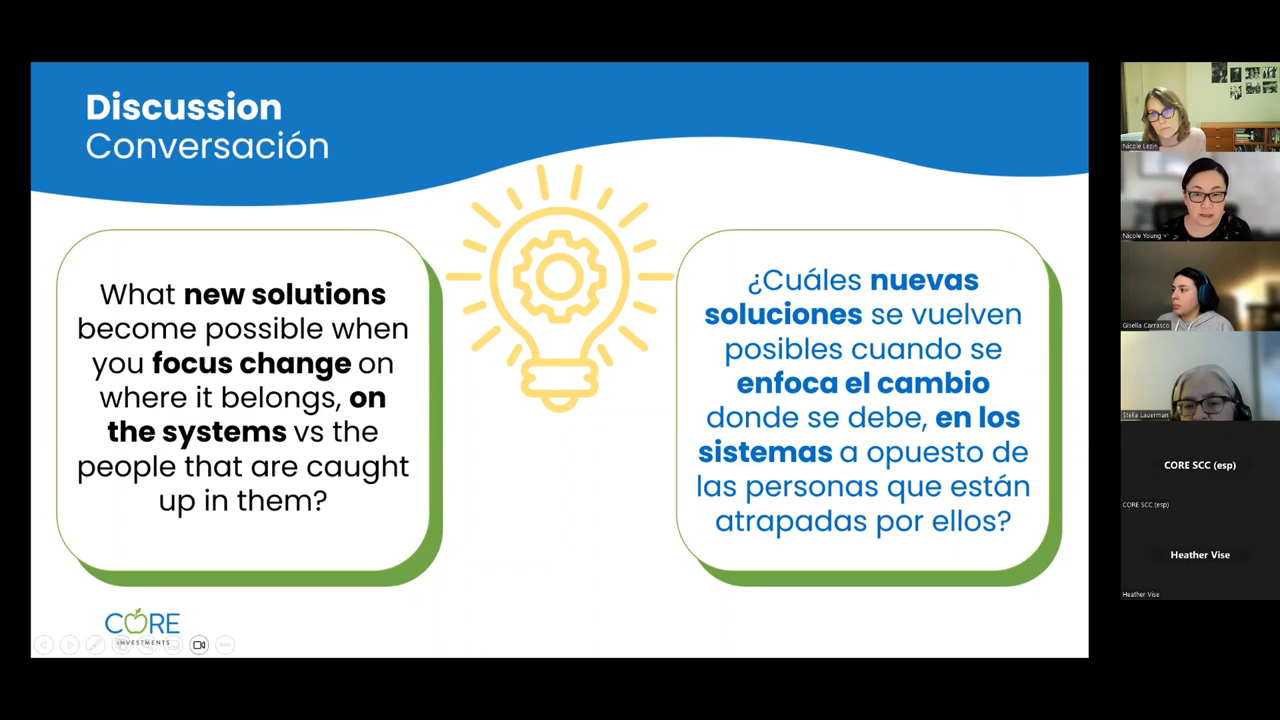 Discussion
Conversación
What new solutions
become possible when
you focus change on
where it belongs, on
the systems vs the
people that are caught
up in them?
¿Cuáles nuevas
soluciones se vuelven
posibles cuando se
enfoca el cambio
donde se debe, en los
sistemas a opuesto de
las personas que están
atrapadas por ellos?
CORE
INVESTMENTS
Nicole Lezin
Nicole Young
Gisella Carrasco
Stella Lauerman
CORE SCC (esp)
CORE SCC (esp)
Heather Vise
Heather Vise